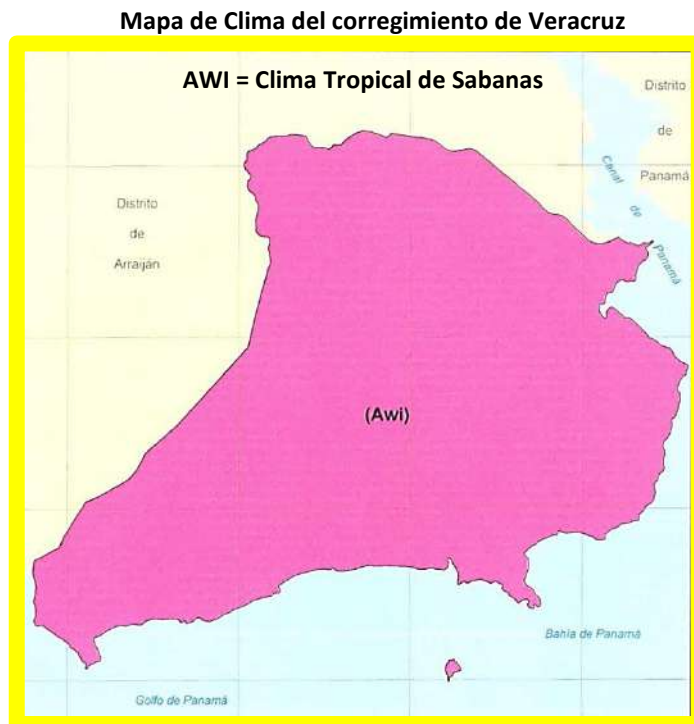 Mapa de Clima del corregimiento de Veracruz
AWI = Clima Tropical de Sabanas
Distrito
de
Panamá
Canal
de
Panamá
Distrito
de
Arraiján
(Awi)
Bahía de Panamá
Golfo de Panamá